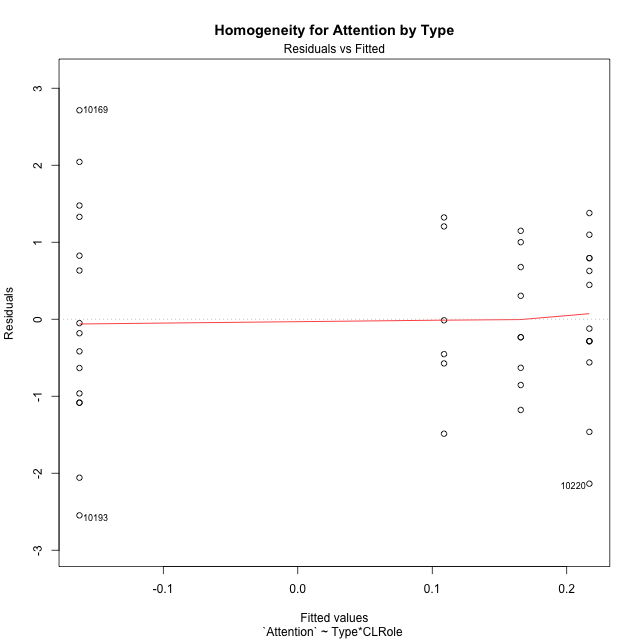 Homogeneity for Attention by Type
Residuals vs Fitted
3
2
1
0
-1
-2
-3
Residuals
10169
10193
10220
-0.1
0.0
0.1
0.2
Fitted values
`Attention` ~ Type*CLRole